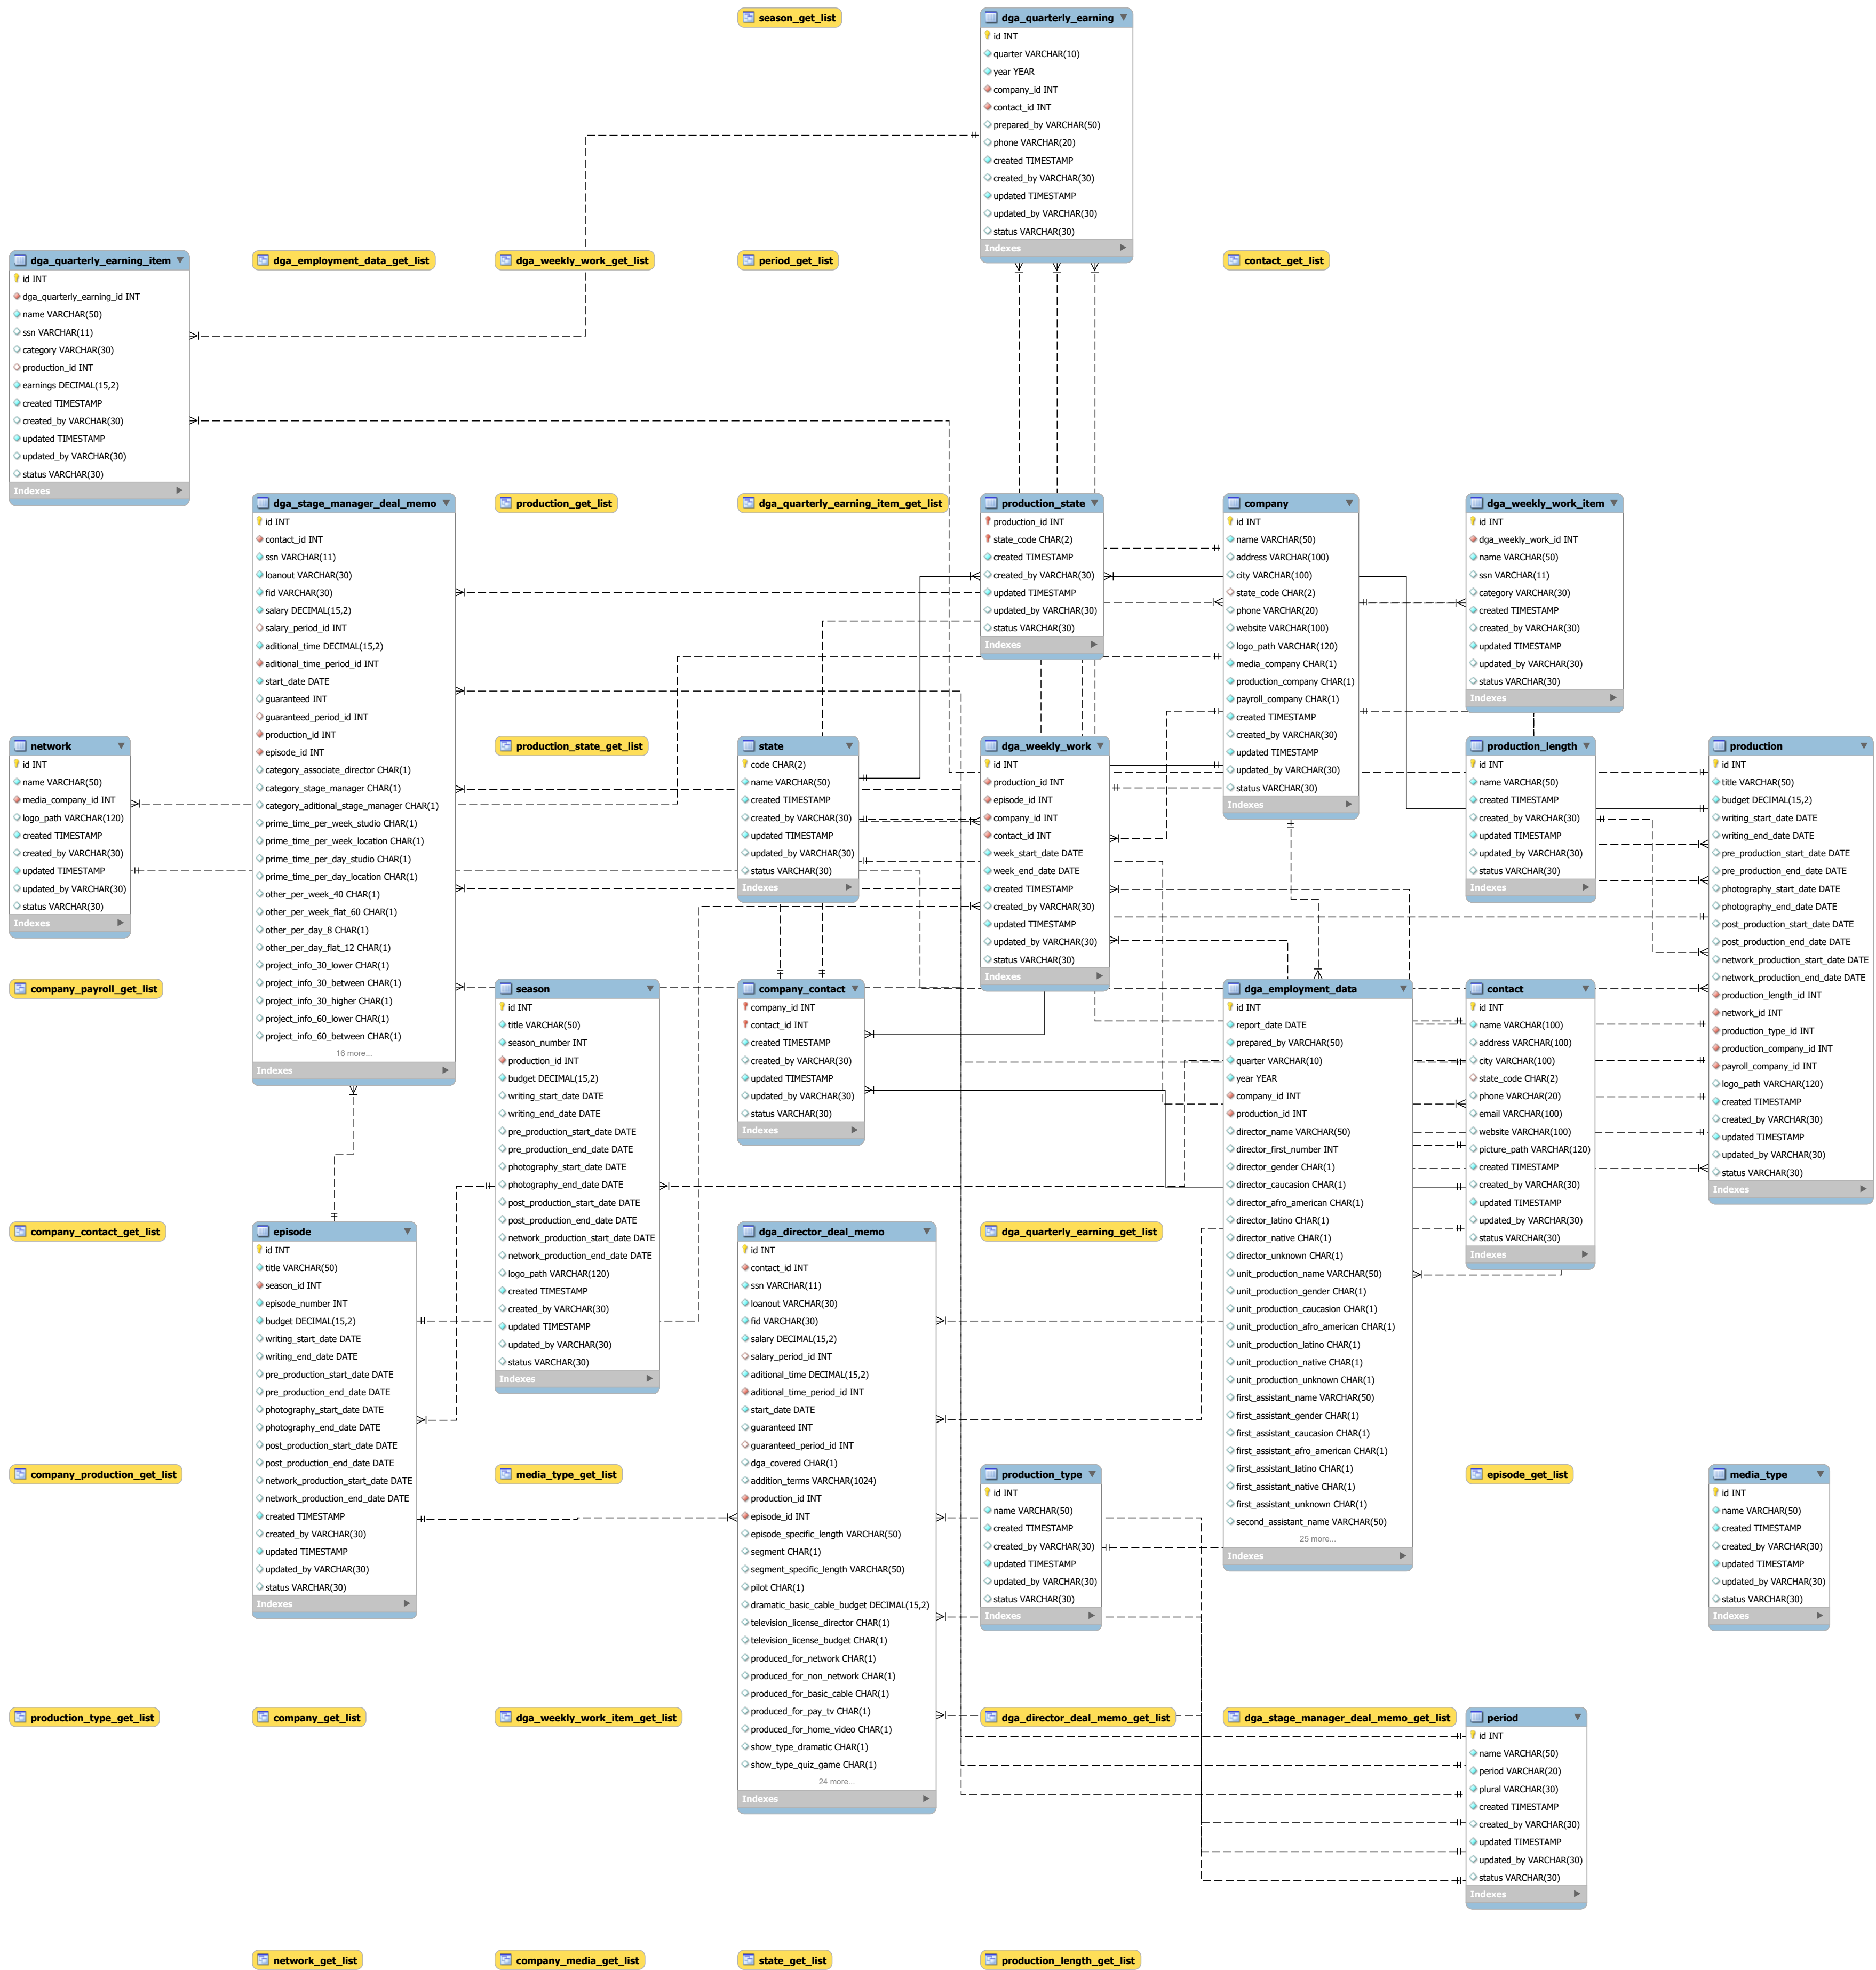 season_get_list
dga_quarterly_earning
id INT
quarter VARCHAR(10)
year YEAR
company_id INT
contact_id INT
prepared_by VARCHAR(50)
phone VARCHAR(20)
created TIMESTAMP
created_by VARCHAR(30)
updated TIMESTAMP
updated_by VARCHAR(30)
status VARCHAR(30)
Indexes
dga_quarterly_earning_item
id INT
dga_quarterly_earning_id INT
name VARCHAR(50)
ssn VARCHAR(11)
category VARCHAR(30)
production_id INT
earnings DECIMAL(15,2)
created TIMESTAMP
created_by VARCHAR(30)
updated TIMESTAMP
updated_by VARCHAR(30)
status VARCHAR(30)
Indexes
dga_employment_data_get_list
dga_weekly_work_get_list
period_get_list
contact_get_list
dga_stage_manager_deal_memo
id INT
contact_id INT
ssn VARCHAR(11)
loanout VARCHAR(30)
fid VARCHAR(30)
salary DECIMAL(15,2)
salary_period_id INT
aditional_time DECIMAL(15,2)
aditional_time_period_id INT
start_date DATE
guaranteed INT
guaranteed_period_id INT
production_id INT
episode_id INT
category_associate_director CHAR(1)
category_stage_manager CHAR(1)
category_aditional_stage_manager CHAR(1)
prime_time_per_week_studio CHAR(1)
prime_time_per_week_location CHAR(1)
prime_time_per_day_studio CHAR(1)
prime_time_per_day_location CHAR(1)
other_per_week_40 CHAR(1)
other_per_week_flat_60 CHAR(1)
other_per_day_8 CHAR(1)
other_per_day_flat_12 CHAR(1)
project_info_30_lower CHAR(1)
project_info_30_between CHAR(1)
project_info_30_higher CHAR(1)
project_info_60_lower CHAR(1)
project_info_60_between CHAR(1)
16 more...
Indexes
production_get_list
dga_quarterly_earning_item_get_list
production_state
production_id INT
state_code CHAR(2)
created TIMESTAMP
created_by VARCHAR(30)
updated TIMESTAMP
updated_by VARCHAR(30)
status VARCHAR(30)
Indexes
company
id INT
name VARCHAR(50)
address VARCHAR(100)
city VARCHAR(100)
state_code CHAR(2)
phone VARCHAR(20)
website VARCHAR(100)
logo_path VARCHAR(120)
media_company CHAR(1)
production_company CHAR(1)
payroll_company CHAR(1)
created TIMESTAMP
created_by VARCHAR(30)
updated TIMESTAMP
updated_by VARCHAR(30)
status VARCHAR(30)
Indexes
dga_weekly_work_item
id INT
dga_weekly_work_id INT
name VARCHAR(50)
ssn VARCHAR(11)
category VARCHAR(30)
created TIMESTAMP
created_by VARCHAR(30)
updated TIMESTAMP
updated_by VARCHAR(30)
status VARCHAR(30)
Indexes
network
id INT
name VARCHAR(50)
media_company_id INT
logo_path VARCHAR(120)
created TIMESTAMP
created_by VARCHAR(30)
updated TIMESTAMP
updated_by VARCHAR(30)
status VARCHAR(30)
Indexes
production_state_get_list
state
code CHAR(2)
name VARCHAR(50)
created TIMESTAMP
created_by VARCHAR(30)
updated TIMESTAMP
updated_by VARCHAR(30)
status VARCHAR(30)
Indexes
dga_weekly_work
id INT
production_id INT
episode_id INT
company_id INT
contact_id INT
week_start_date DATE
week_end_date DATE
created TIMESTAMP
created_by VARCHAR(30)
updated TIMESTAMP
updated_by VARCHAR(30)
status VARCHAR(30)
Indexes
production_length
id INT
name VARCHAR(50)
created TIMESTAMP
created_by VARCHAR(30)
updated TIMESTAMP
updated_by VARCHAR(30)
status VARCHAR(30)
Indexes
production
id INT
title VARCHAR(50)
budget DECIMAL(15,2)
writing_start_date DATE
writing_end_date DATE
pre_production_start_date DATE
pre_production_end_date DATE
photography_start_date DATE
photography_end_date DATE
post_production_start_date DATE
post_production_end_date DATE
network_production_start_date DATE
network_production_end_date DATE
production_length_id INT
network_id INT
production_type_id INT
production_company_id INT
payroll_company_id INT
logo_path VARCHAR(120)
created TIMESTAMP
created_by VARCHAR(30)
updated TIMESTAMP
updated_by VARCHAR(30)
status VARCHAR(30)
Indexes
company_payroll_get_list
season
id INT
title VARCHAR(50)
season_number INT
production_id INT
budget DECIMAL(15,2)
writing_start_date DATE
writing_end_date DATE
pre_production_start_date DATE
pre_production_end_date DATE
photography_start_date DATE
photography_end_date DATE
post_production_start_date DATE
post_production_end_date DATE
network_production_start_date DATE
network_production_end_date DATE
logo_path VARCHAR(120)
created TIMESTAMP
created_by VARCHAR(30)
updated TIMESTAMP
updated_by VARCHAR(30)
status VARCHAR(30)
Indexes
company_contact
company_id INT
contact_id INT
created TIMESTAMP
created_by VARCHAR(30)
updated TIMESTAMP
updated_by VARCHAR(30)
status VARCHAR(30)
Indexes
dga_employment_data
id INT
report_date DATE
prepared_by VARCHAR(50)
quarter VARCHAR(10)
year YEAR
company_id INT
production_id INT
director_name VARCHAR(50)
director_first_number INT
director_gender CHAR(1)
director_caucasion CHAR(1)
director_afro_american CHAR(1)
director_latino CHAR(1)
director_native CHAR(1)
director_unknown CHAR(1)
unit_production_name VARCHAR(50)
unit_production_gender CHAR(1)
unit_production_caucasion CHAR(1)
unit_production_afro_american CHAR(1)
unit_production_latino CHAR(1)
unit_production_native CHAR(1)
unit_production_unknown CHAR(1)
first_assistant_name VARCHAR(50)
first_assistant_gender CHAR(1)
first_assistant_caucasion CHAR(1)
first_assistant_afro_american CHAR(1)
first_assistant_latino CHAR(1)
first_assistant_native CHAR(1)
first_assistant_unknown CHAR(1)
second_assistant_name VARCHAR(50)
25 more...
Indexes
contact
id INT
name VARCHAR(100)
address VARCHAR(100)
city VARCHAR(100)
state_code CHAR(2)
phone VARCHAR(20)
email VARCHAR(100)
website VARCHAR(100)
picture_path VARCHAR(120)
created TIMESTAMP
created_by VARCHAR(30)
updated TIMESTAMP
updated_by VARCHAR(30)
status VARCHAR(30)
Indexes
company_contact_get_list
episode
id INT
title VARCHAR(50)
season_id INT
episode_number INT
budget DECIMAL(15,2)
writing_start_date DATE
writing_end_date DATE
pre_production_start_date DATE
pre_production_end_date DATE
photography_start_date DATE
photography_end_date DATE
post_production_start_date DATE
post_production_end_date DATE
network_production_start_date DATE
network_production_end_date DATE
created TIMESTAMP
created_by VARCHAR(30)
updated TIMESTAMP
updated_by VARCHAR(30)
status VARCHAR(30)
Indexes
dga_director_deal_memo
id INT
contact_id INT
ssn VARCHAR(11)
loanout VARCHAR(30)
fid VARCHAR(30)
salary DECIMAL(15,2)
salary_period_id INT
aditional_time DECIMAL(15,2)
aditional_time_period_id INT
start_date DATE
guaranteed INT
guaranteed_period_id INT
dga_covered CHAR(1)
addition_terms VARCHAR(1024)
production_id INT
episode_id INT
episode_specific_length VARCHAR(50)
segment CHAR(1)
segment_specific_length VARCHAR(50)
pilot CHAR(1)
dramatic_basic_cable_budget DECIMAL(15,2)
television_license_director CHAR(1)
television_license_budget CHAR(1)
produced_for_network CHAR(1)
produced_for_non_network CHAR(1)
produced_for_basic_cable CHAR(1)
produced_for_pay_tv CHAR(1)
produced_for_home_video CHAR(1)
show_type_dramatic CHAR(1)
show_type_quiz_game CHAR(1)
24 more...
Indexes
dga_quarterly_earning_get_list
company_production_get_list
media_type_get_list
production_type
id INT
name VARCHAR(50)
created TIMESTAMP
created_by VARCHAR(30)
updated TIMESTAMP
updated_by VARCHAR(30)
status VARCHAR(30)
Indexes
episode_get_list
media_type
id INT
name VARCHAR(50)
created TIMESTAMP
created_by VARCHAR(30)
updated TIMESTAMP
updated_by VARCHAR(30)
status VARCHAR(30)
Indexes
production_type_get_list
company_get_list
dga_weekly_work_item_get_list
dga_director_deal_memo_get_list
dga_stage_manager_deal_memo_get_list
period
id INT
name VARCHAR(50)
period VARCHAR(20)
plural VARCHAR(30)
created TIMESTAMP
created_by VARCHAR(30)
updated TIMESTAMP
updated_by VARCHAR(30)
status VARCHAR(30)
Indexes
network_get_list
company_media_get_list
state_get_list
production_length_get_list